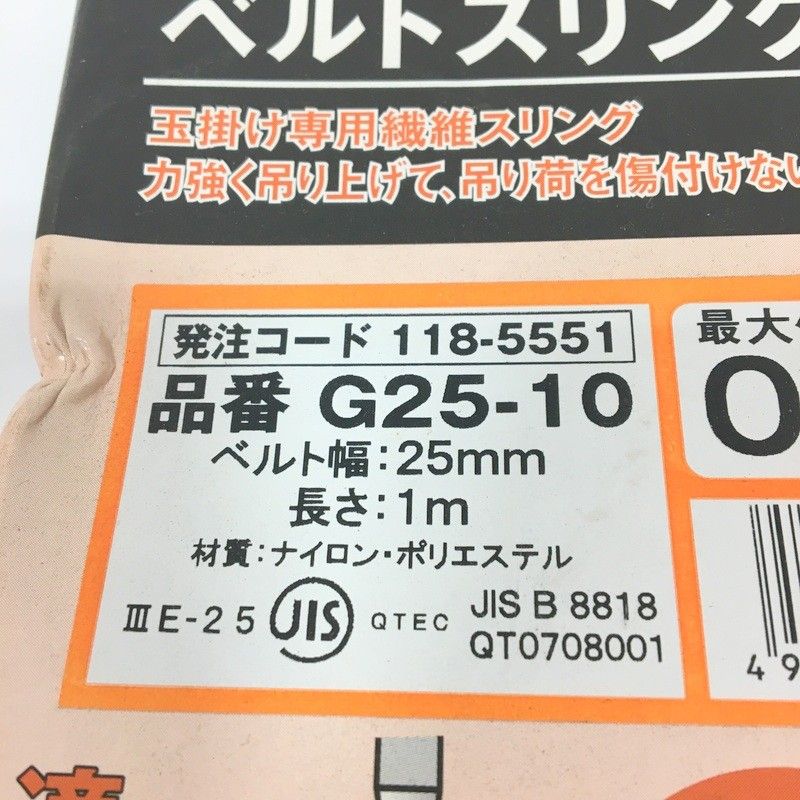 ベルトスリング
玉掛け専用繊維スリング
力強く吊り上げて、吊り荷を傷付けない
発注コード 118-5551
最大
品番 G25-10
0
ベルト幅:25mm
長さ:1m
材質:ナイロン・ポリエステル
ⅢE-25 JIS QTEC JIS B 8818
QT0708001
49